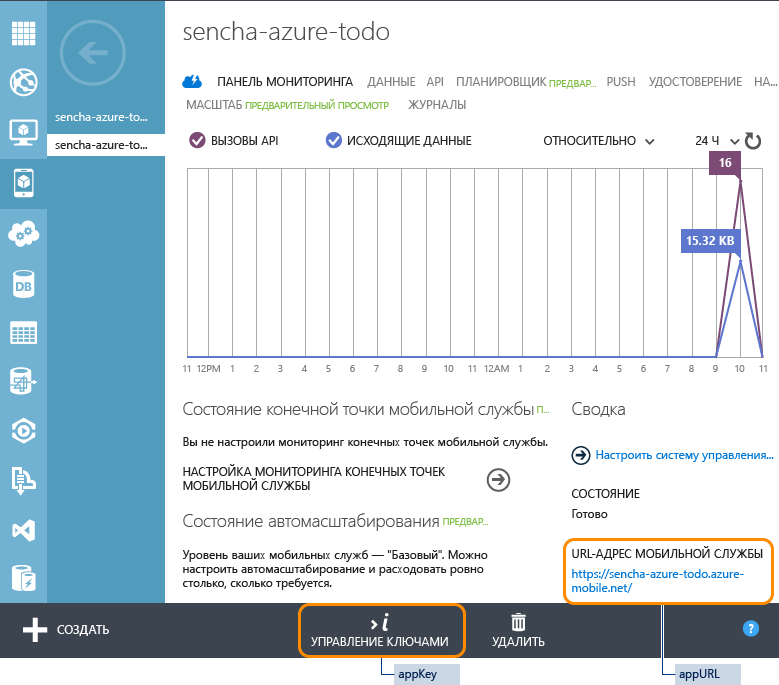 sencha-azure-todo
sencha-azure-to...
sencha-azure-to...
ПАНЕЛЬ МОНИТОРИНГА ДАННЫЕ API ПЛАНИРОВЩИК ПРЕДВАР... PUSH УДОСТОВЕРЕНИЕ НА...
МАСШТАБ ПРЕДВАРИТЕЛЬНЫЙ ПРОСМОТР ЖУРНАЛЫ
ВЫЗОВЫ API ИСХОДЯЩИЕ ДАННЫЕ ОТНОСИТЕЛЬНО 24 Ч
16
15.32 KB
DB
11 12PM 1 2 3 4 5 6 7 8 9 10 11 12AM 1 2 3 4 5 6 7 8 9 10 11
Состояние конечной точки мобильной службы П...
Вы не настроили мониторинг конечных точек мобильной службы.
НАСТРОЙКА МОНИТОРИНГА КОНЕЧНЫХ ТОЧЕК
МОБИЛЬНОЙ СЛУЖБЫ
Состояние автомасштабирования ПРЕДВАР...
Уровень ваших мобильных служб — "Базовый". Можно
настроить автомасштабирование и расходовать ровно
столько, сколько требуется.
Сводка
Настроить систему управления...
СОСТОЯНИЕ
Готово
URL-АДРЕС МОБИЛЬНОЙ СЛУЖБЫ
https://sencha-azure-todo.azure-
mobile.net/
СОЗДАТЬ
УПРАВЛЕНИЕ КЛЮЧАМИ
УДАЛИТЬ
?
appKey
appURL